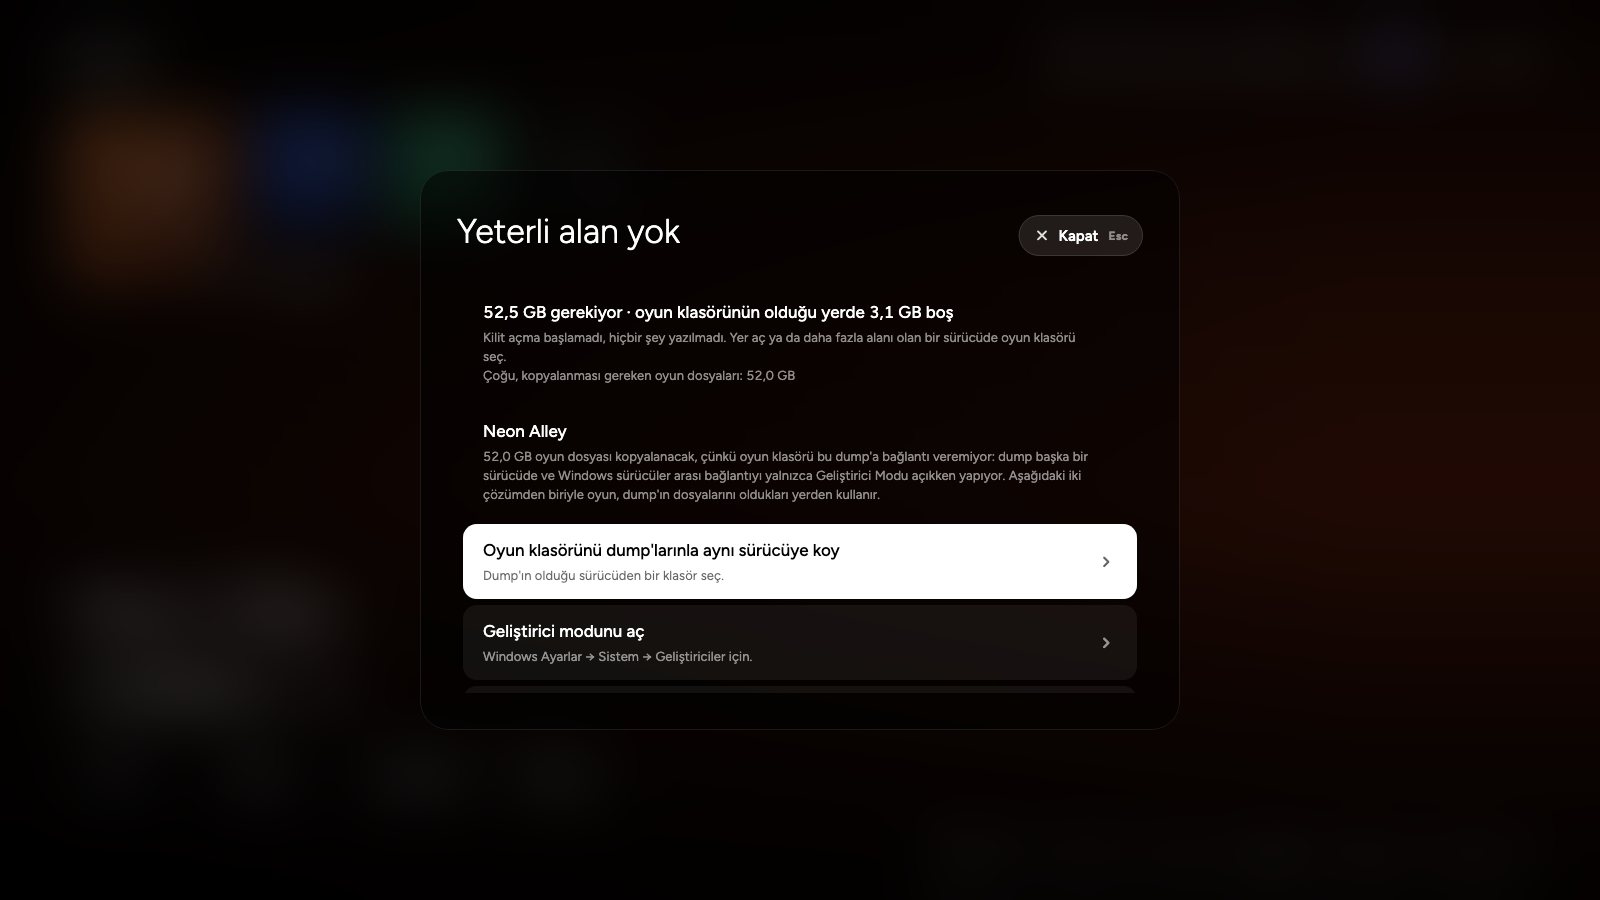 Yeterli alan yok
Kapat Esc
52,5 GB gerekiyor · oyun klasörünün olduğu yerde 3,1 GB boş
Kilit açma başlamadı, hiçbir şey yazılmadı. Yer aç ya da daha fazla alanı olan bir sürücüde oyun klasörü
seç.
Çoğu, kopyalanması gereken oyun dosyaları: 52,0 GB
Neon Alley
52,0 GB oyun dosyası kopyalanacak, çünkü oyun klasörü bu dump'a bağlantı veremiyor: dump başka bir
sürücüde ve Windows sürücüler arası bağlantıyı yalnızca Geliştirici Modu açıkken yapıyor. Aşağıdaki iki
çözümden biriyle oyun, dump'ın dosyalarını oldukları yerden kullanır.
Oyun klasörünü dump'larınla aynı sürücüye koy
Dump'ın olduğu sürücüden bir klasör seç.
Geliştirici modunu aç
Windows Ayarlar → Sistem → Geliştiriciler için.